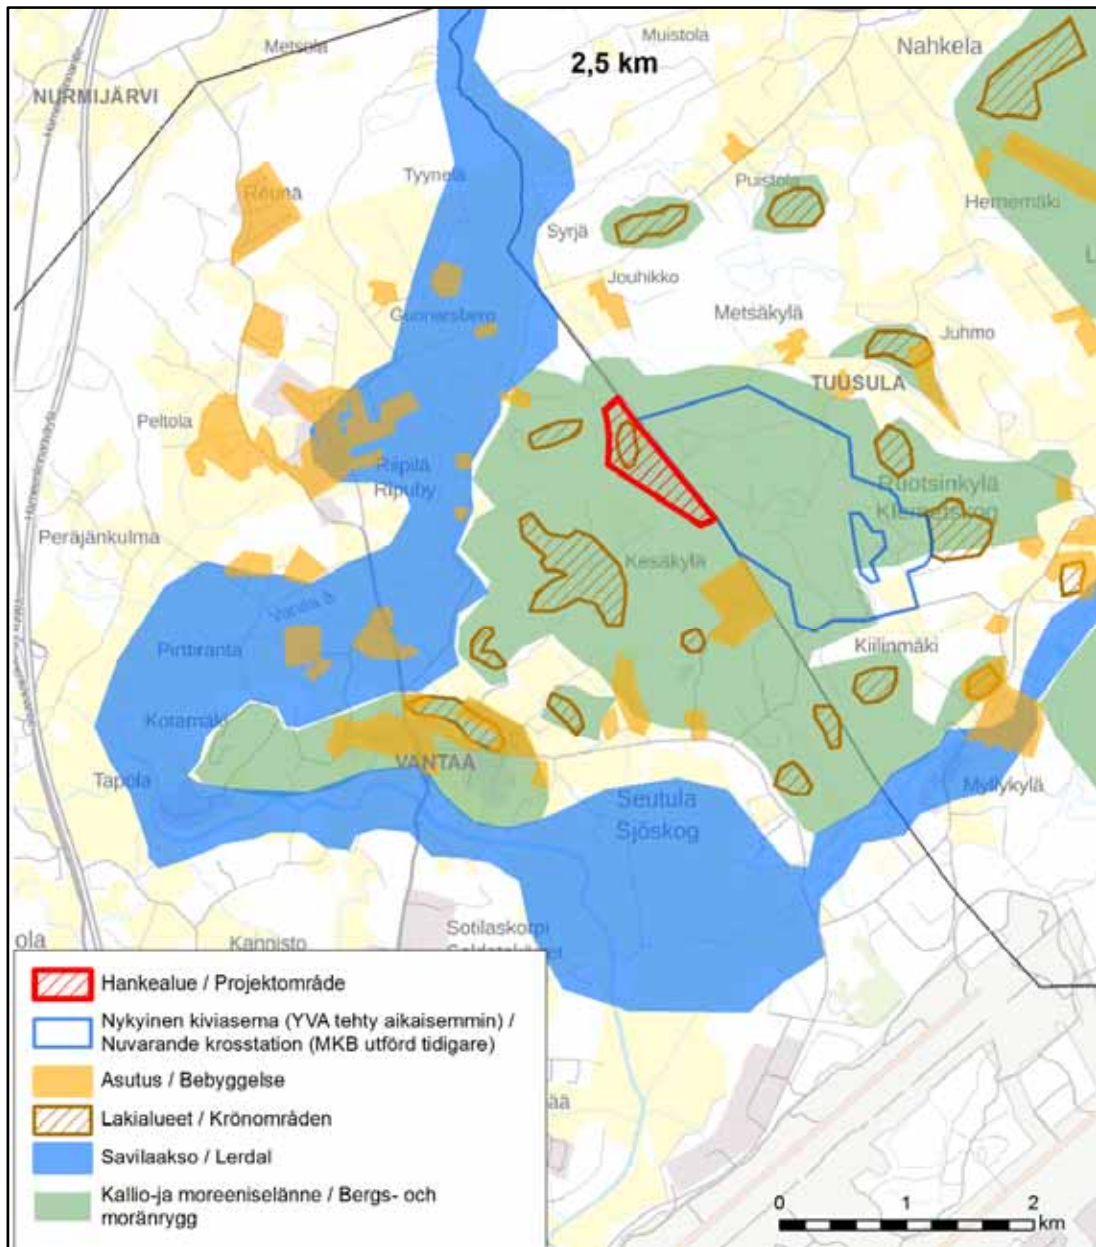 Metsola
Muistola
Nahkela
2,5 km
NURMIJÄRVI
Tyynelä
Puistola
Hernemäki
Syrjä
Jouhikko
Gunnarsberg
Metsäkylä
Juhmo
TUUSULA
Peltola
Riipilä
Ripuby
Ruotsinkylä
Peräjänkulma
Kesäkylä
Vantaa å
Pirttiranta
Kiilinmäki
Kotamäki
VANTAA
Tapola
Seutula
Sjöskog
Myllykylä
Sotilaskorpi
ola
Kannisto
Hankealue / Projektområde
Nykyinen kiviasema (YVA tehty aikaisemmin) /
Nuvarande krosstation (MKB utförd tidigare)
Asutus / Bebyggelse
Lakialueet / Krönområden
Savilaakso / Lerdal
Kallio-ja moreeniselänne / Bergs- och
moränrygg
ää
0 1 2
km